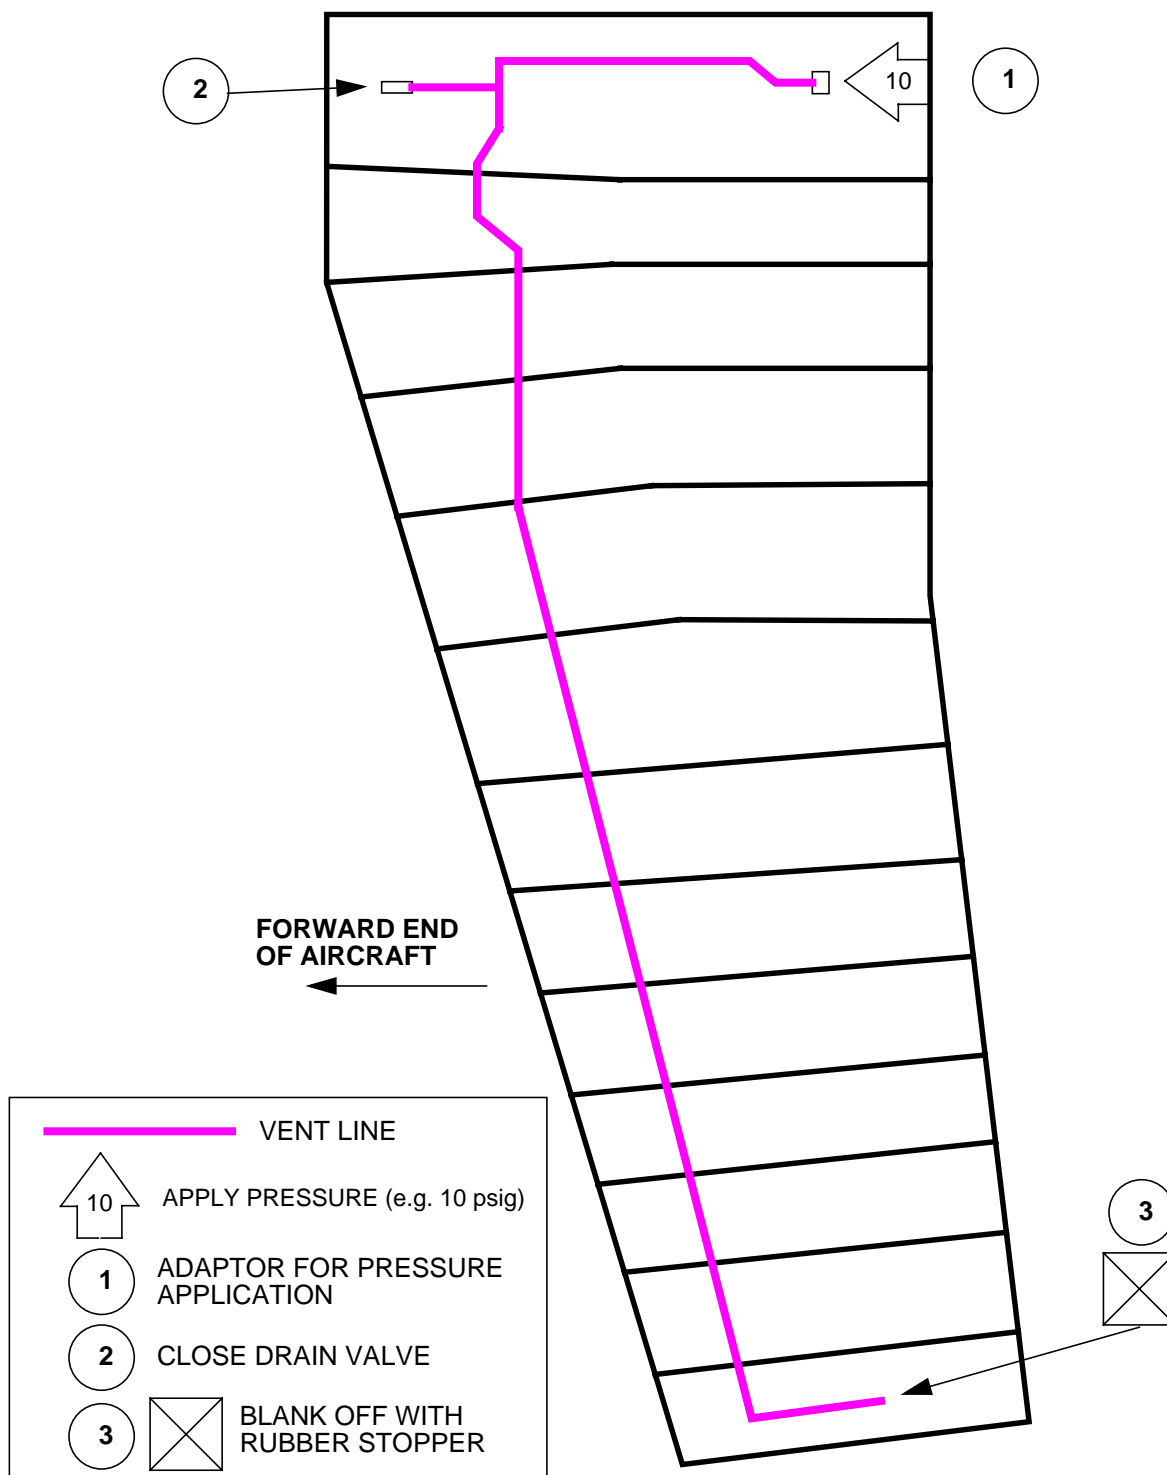 2
10
1
FORWARD END
OF AIRCRAFT
VENT LINE
10
APPLY PRESSURE (e.g. 10 psig)
1
ADAPTOR FOR PRESSURE
APPLICATION
2
CLOSE DRAIN VALVE
3
BLANK OFF WITH
RUBBER STOPPER
3